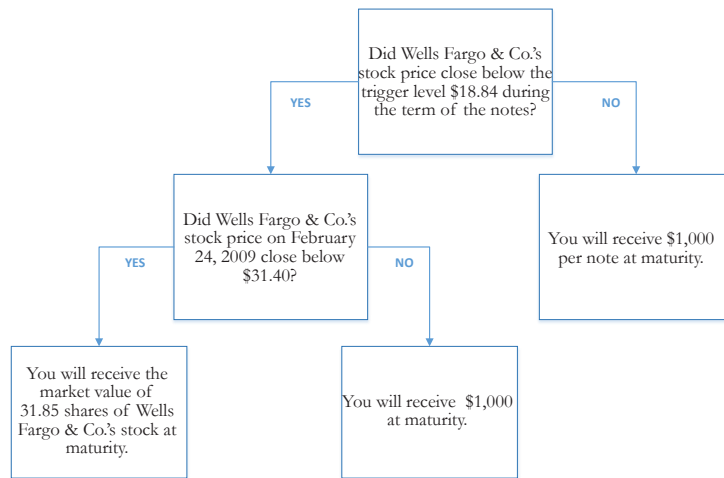 Did Wells Fargo & Co.'s
stock price close below the
trigger level $18.84 during
the term of the notes?
YES
NO
Did Wells Fargo & Co.'s
stock price on February
24, 2009 close below
$31.40?
You will receive $1,000
per note at maturity.
YES
NO
You will receive the
market value of
31.85 shares of Wells
Fargo & Co.'s stock at
maturity.
You will receive $1,000
at maturity.